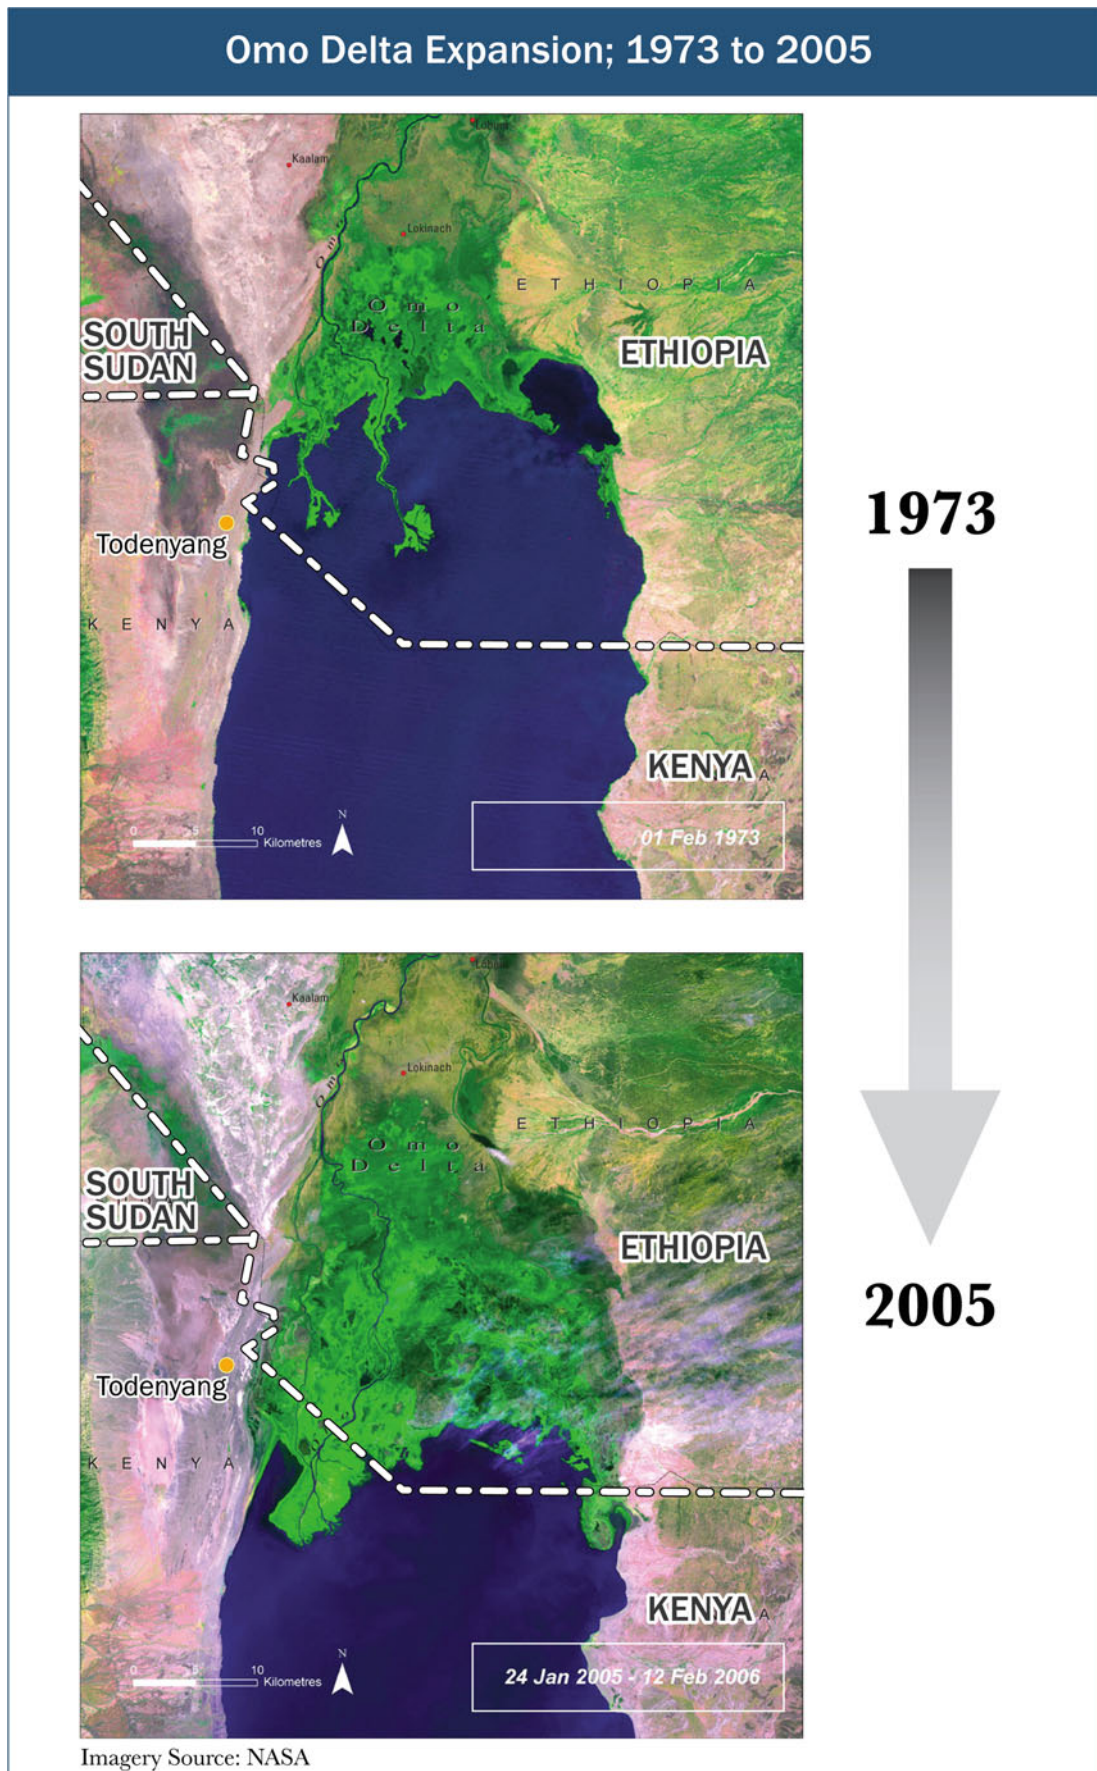 Omo Delta Expansion; 1973 to 2005
Kaalam
Omo
Lokinach
ETHIOPIA
Omo
Delta
SOUTH
SUDAN
ETHIOPIA
1973
Todenyang
KENYA
KENYA
0 5 10
Kilometres
N
01 Feb 1973
Kaalam
Omo
Lokinach
ETHIOPIA
Omo
Delta
SOUTH
SUDAN
ETHIOPIA
2005
Todenyang
KENYA
KENYA
0 5 10
Kilometres
N
24 Jan 2005 - 12 Feb 2006
Imagery Source: NASA